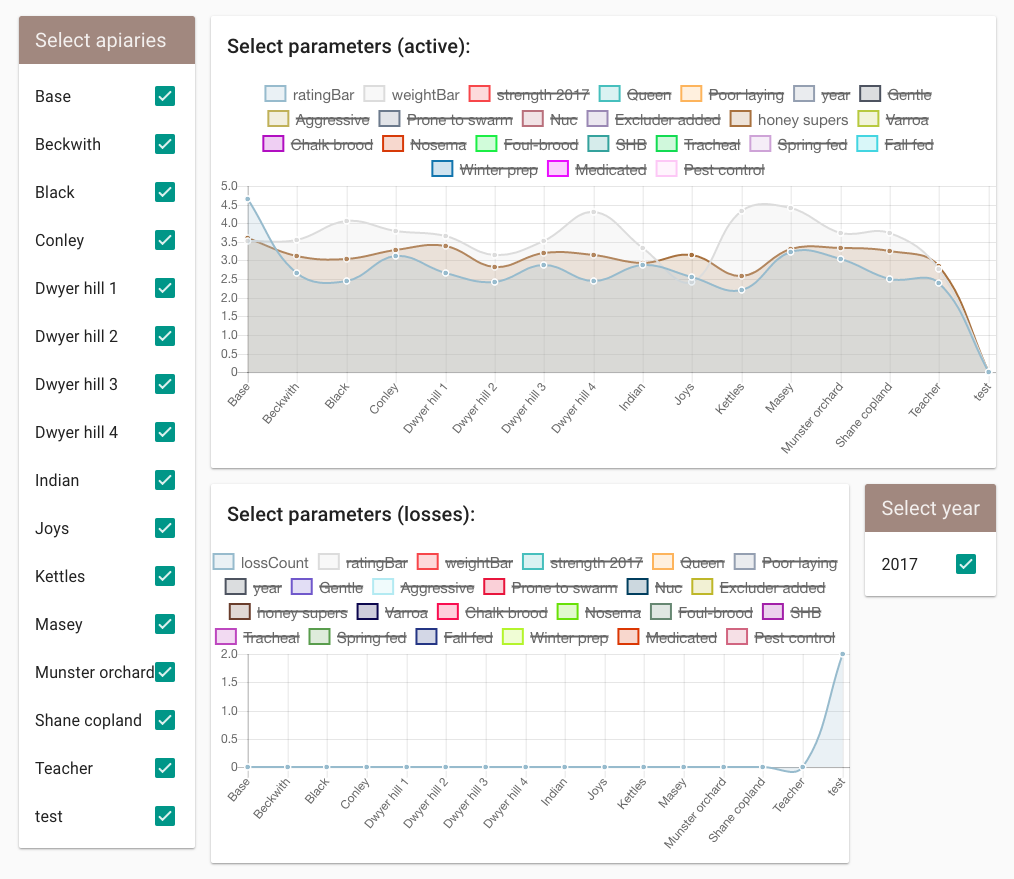 Select apiaries
Base
Beckwith
Black
Conley
Dwyer hill 1
Dwyer hill 2
Dwyer hill 3
Dwyer hill 4
Indian
Joys
Kettles
Masey
Munster orchard
Shane copland
Teacher
test
Select parameters (active):
ratingBar weightBar strength 2017 Queen Poor laying year Gentle
Aggressive Prone to swarm Nuc Excluder added honey supers Varroa
Chalk brood Nosema Foul-brood SHB Tracheal Spring fed Fall fed
Winter prep Medicated Pest control
5.0
4.5
4.0
3.5
3.0
2.5
2.0
1.5
1.0
0.5
0
Base Beckwith Black Conley Dwyer hill 1 Dwyer hill 2 Dwyer hill 3 Dwyer hill 4 Indian Joys Kettles Masey Munster orchard Shane copland Teacher test
Select parameters (losses):
lossCount ratingBar weightBar strength 2017 Queen Poor laying
year Gentle Aggressive Prone to swarm Nuc Excluder added
honey supers Varroa Chalk brood Nosema Foul-brood SHB
Tracheal Spring fed Fall fed Winter prep Medicated Pest control
2.0
1.5
1.0
0.5
0
Base Beckwith Black Conley Dwyer hill 1 Dwyer hill 2 Dwyer hill 3 Dwyer hill 4 Indian Joys Kettles Masey Munster orchard Shane copland Teacher test
Select year
2017